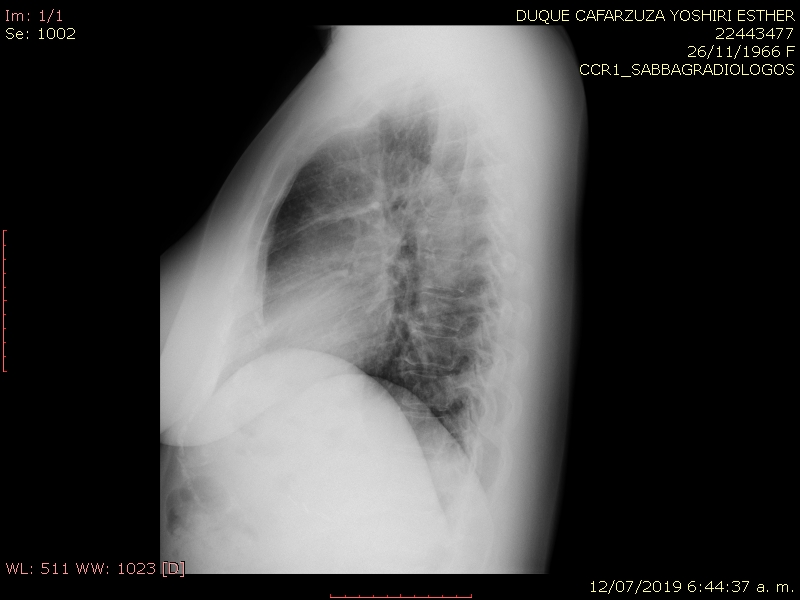 Im: 1/1
Se: 1002
DUQUE CAFARZUZA YOSHIRI ESTHER
22443477
26/11/1966 F
CCR1_SABBAGRADIOLOGOS
WL: 511 WW: 1023 [D]
12/07/2019 6:44:37 a. m.